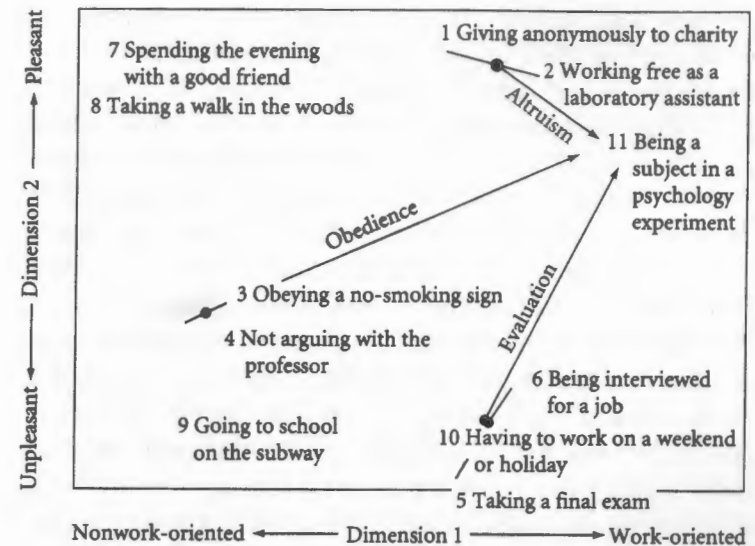 7 Spending the evening
with a good friend
8 Taking a walk in the woods
1 Giving anonymously to charity
2 Working free as a
laboratory assistant
Altruism
11 Being a
subject in a
psychology
experiment
Obedience
3 Obeying a no-smoking sign
4 Not arguing with the
professor
Evaluation
6 Being interviewed
for a job
9 Going to school
on the subway
10 Having to work on a weekend
or holiday
5 Taking a final exam
Unpleasant
Dimension 2
Pleasant
Nonwork-oriented
Dimension 1
Work-oriented